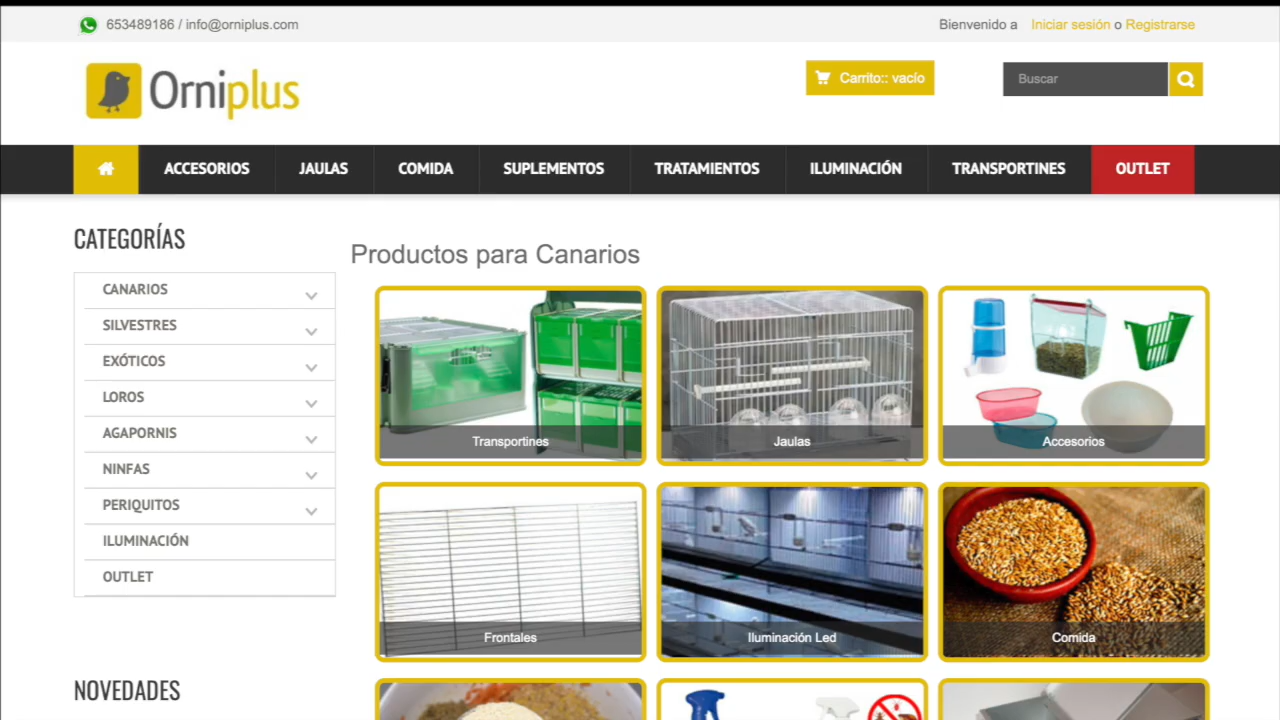 653489186 / info@orniplus.com
Bienvenido a Iniciar sesión o Registrarse
Orniplus
Carrito:: vacío
Buscar
ACCESORIOS JAULAS COMIDA SUPLEMENTOS TRATAMIENTOS ILUMINACIÓN TRANSPORTINES OUTLET
CATEGORÍAS
CANARIOS
SILVESTRES
EXÓTICOS
LOROS
AGAPORNIS
NINFAS
PERIQUITOS
ILUMINACIÓN
OUTLET
NOVEDADES
Productos para Canarios
Transportines
Jaulas
Accesorios
Frontales
Iluminación Led
Comida